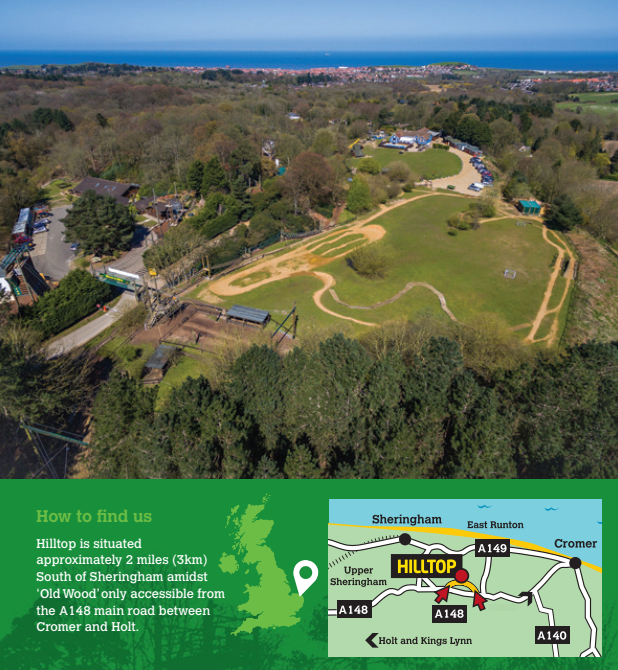 How to find us
Hilltop is situated
approximately 2 miles (3km)
South of Sheringham amidst
'Old Wood' only accessible from
the A148 main road between
Cromer and Holt.
Sheringham
East Runton
A149
Cromer
HILLTOP
Upper
Sheringham
A148
A148
A140
Holt and Kings Lynn